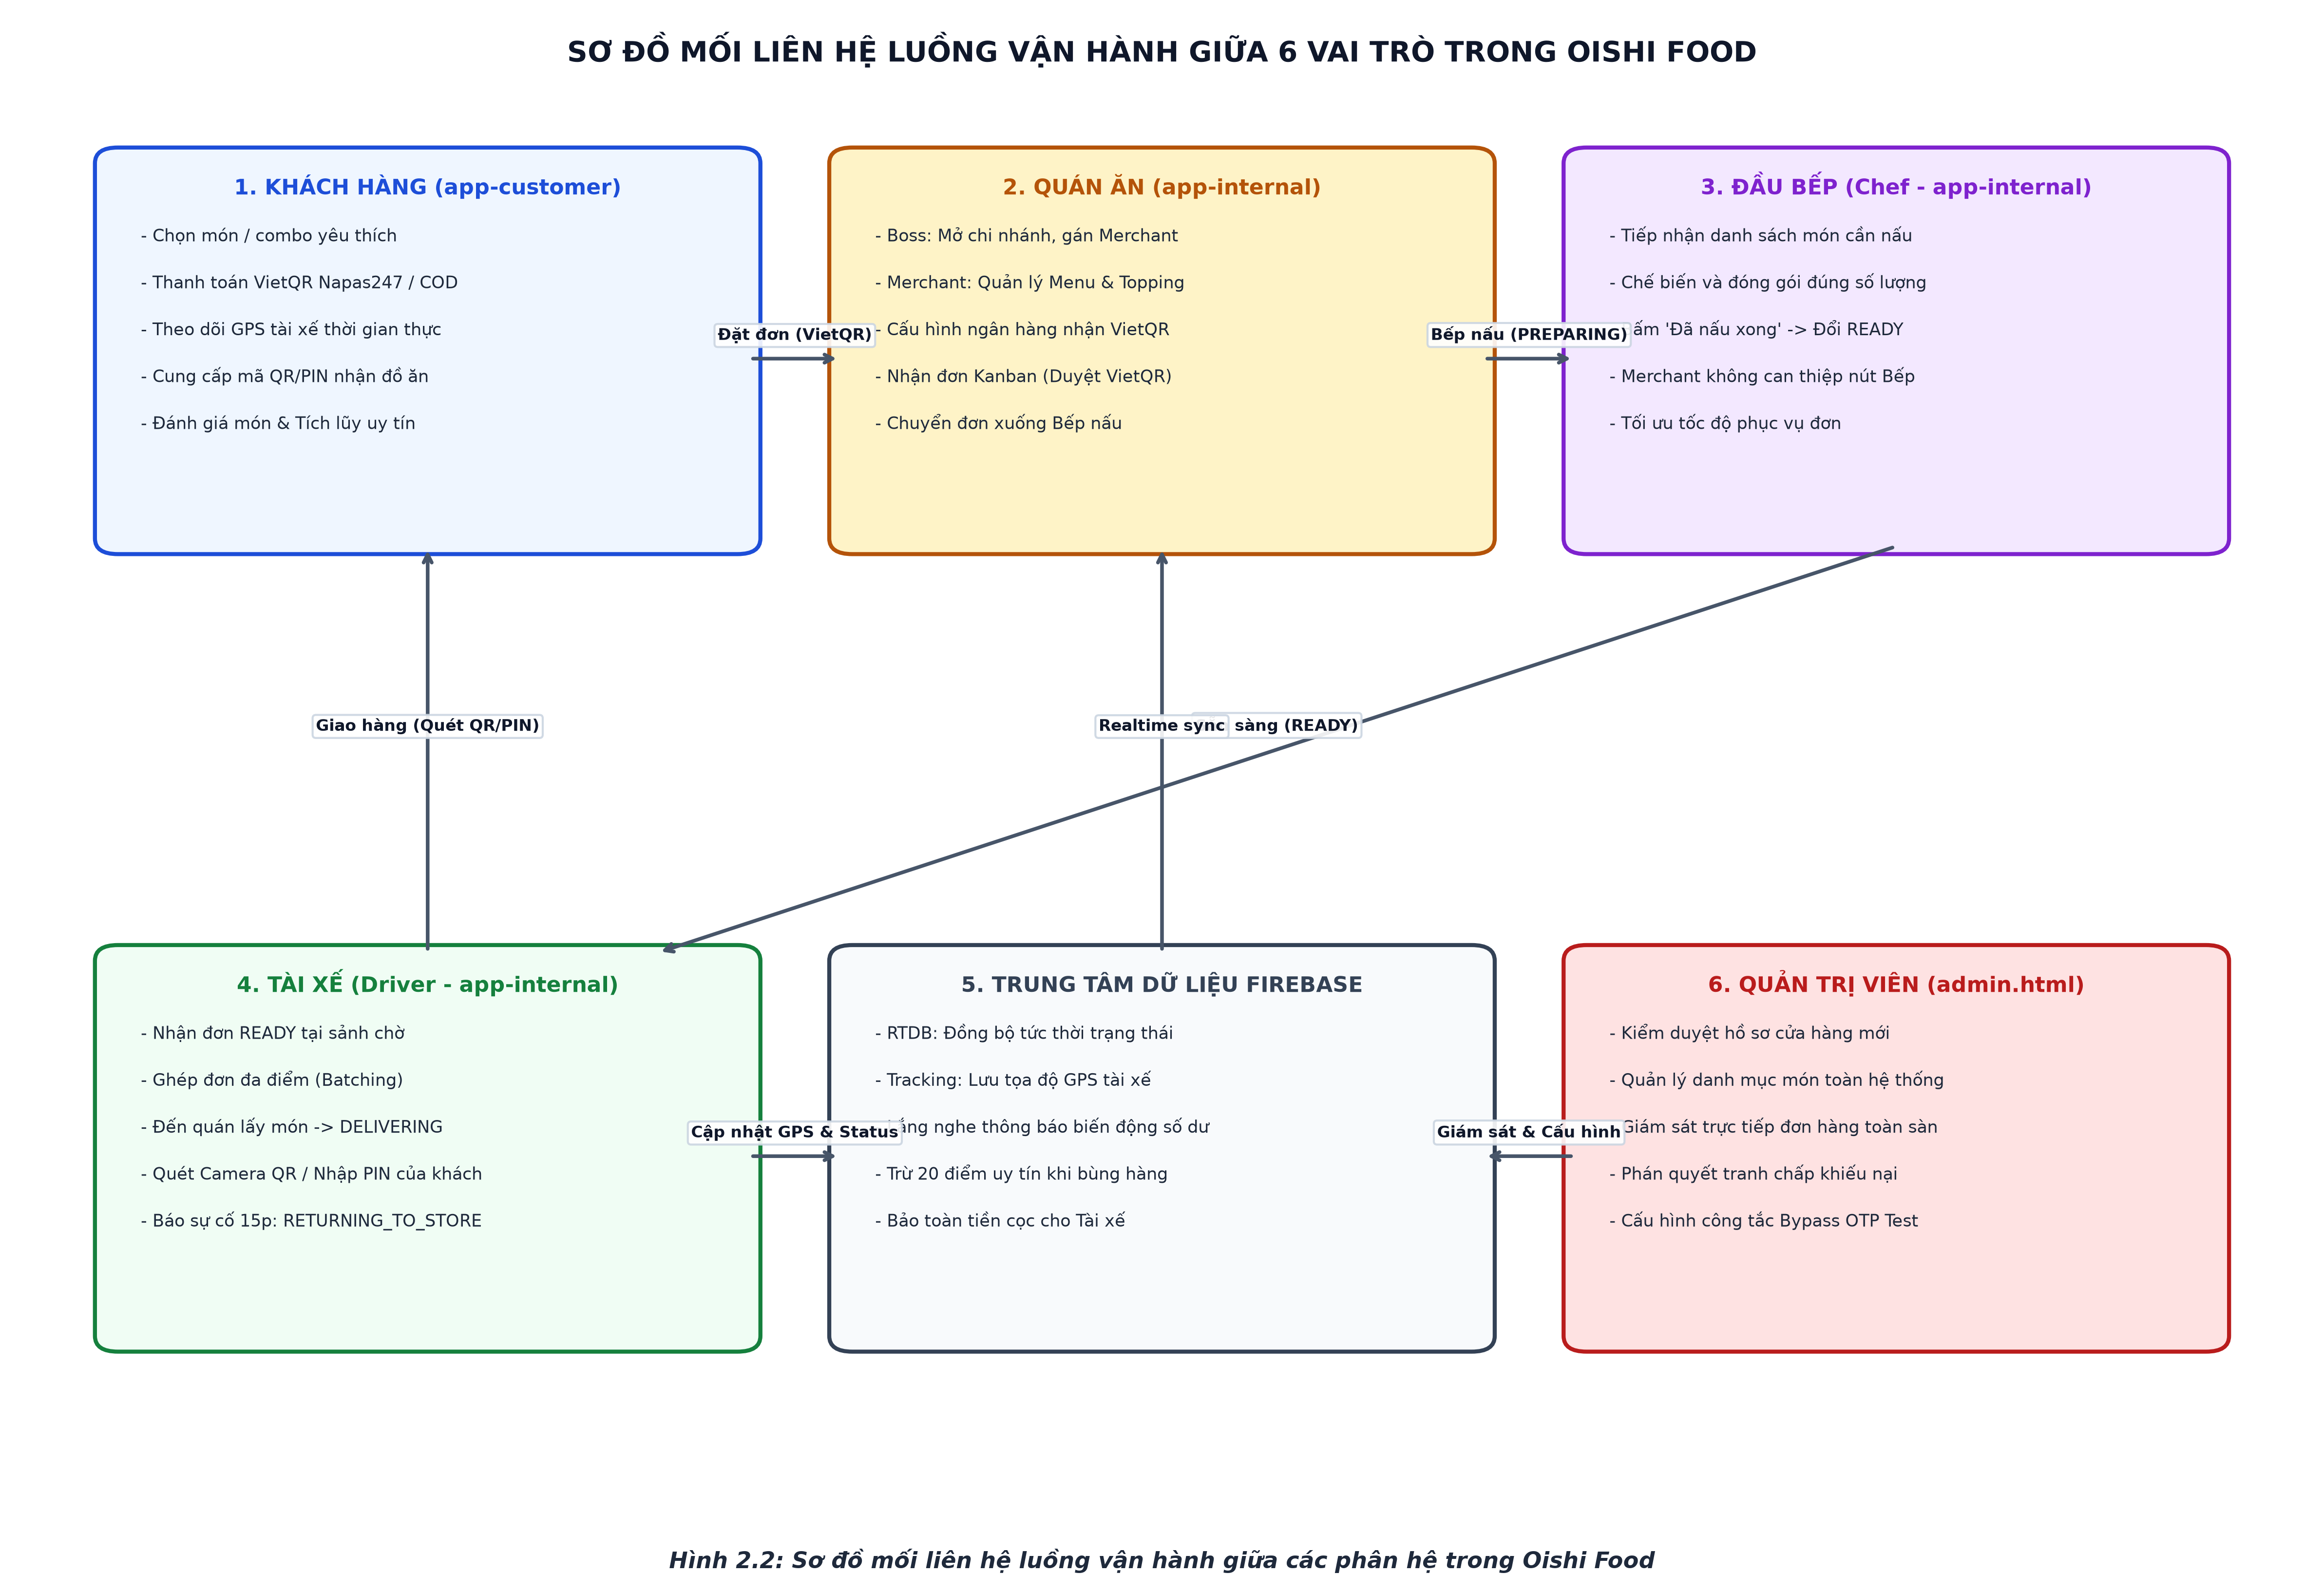 SƠ ĐỒ MỐI LIÊN HỆ LUỒNG VẬN HÀNH GIỮA 6 VAI TRÒ TRONG OISHI FOOD
1. KHÁCH HÀNG (app-customer)
- Chọn món / combo yêu thích
- Thanh toán VietQR Napas247 / COD
- Theo dõi GPS tài xế thời gian thực
- Cung cấp mã QR/PIN nhận đồ ăn
- Đánh giá món & Tích lũy uy tín
Đặt đơn (VietQR)
2. QUÁN ĂN (app-internal)
- Boss: Mở chi nhánh, gán Merchant
- Merchant: Quản lý Menu & Topping
- Cấu hình ngân hàng nhận VietQR
- Nhận đơn Kanban (Duyệt VietQR)
- Chuyển đơn xuống Bếp nấu
Bếp nấu (PREPARING)
3. ĐẦU BẾP (Chef - app-internal)
- Tiếp nhận danh sách món cần nấu
- Chế biến và đóng gói đúng số lượng
'Đã nấu xong' -> Đổi READY
- Merchant không can thiệp nút Bếp
- Tối ưu tốc độ phục vụ đơn
Giao hàng (Quét QR/PIN)
Realtime sync
sàng (READY)
4. TÀI XẾ (Driver - app-internal)
- Nhận đơn READY tại sảnh chờ
- Ghép đơn đa điểm (Batching)
- Đến quán lấy món -> DELIVERING
- Quét Camera QR / Nhập PIN của khách
- Báo sự cố 15p: RETURNING_TO_STORE
Cập nhật GPS & Status
5. TRUNG TÂM DỮ LIỆU FIREBASE
- RTDB: Đồng bộ tức thời trạng thái
- Tracking: Lưu tọa độ GPS tài xế
nghe thông báo biến động số dư
- Trừ 20 điểm uy tín khi bùng hàng
- Bảo toàn tiền cọc cho Tài xế
Giám sát & Cấu hình
6. QUẢN TRỊ VIÊN (admin.html)
- Kiểm duyệt hồ sơ cửa hàng mới
- Quản lý danh mục món toàn hệ thống
Giám sát trực tiếp đơn hàng toàn sàn
- Phán quyết tranh chấp khiếu nại
- Cấu hình công tắc Bypass OTP Test
Hình 2.2: Sơ đồ mối liên hệ luồng vận hành giữa các phân hệ trong Oishi Food